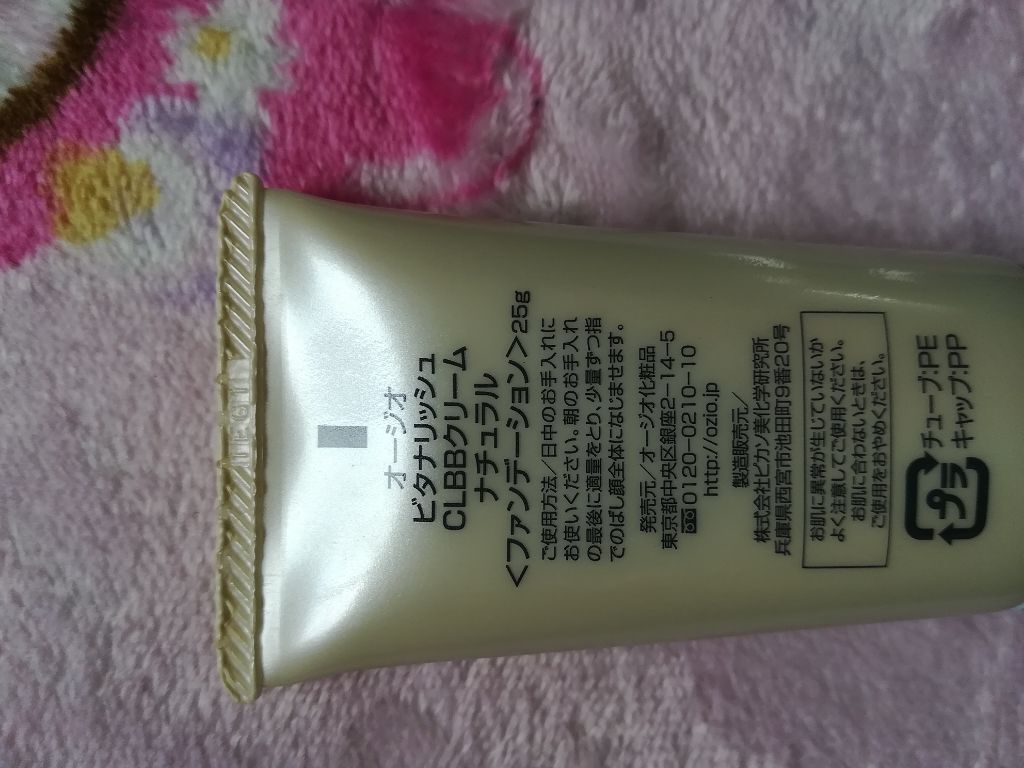 オージオ
ビタナリッシュ
CLBBクリーム
ナチュラル
<ファンデーション>25g
ご使用方法／日中のお手入れに
お使いください。朝のお手入れ
の最後に適量をとり、少量ずつ指
でのばし顔全体になじませます。
発売元／オージオ化粧品
東京都中央区銀座2-14-5
0120-0210-10
http://ozio.jp
製造販売元／
株式会社ピカソ美化学研究所
兵庫県西宮市池田町9番20号
お肌に異常が生じていないか
よく注意してご使用ください。
お肌に合わないときは、
ご使用をおやめください。
プラ
チューブ:PE
キャップ:PP